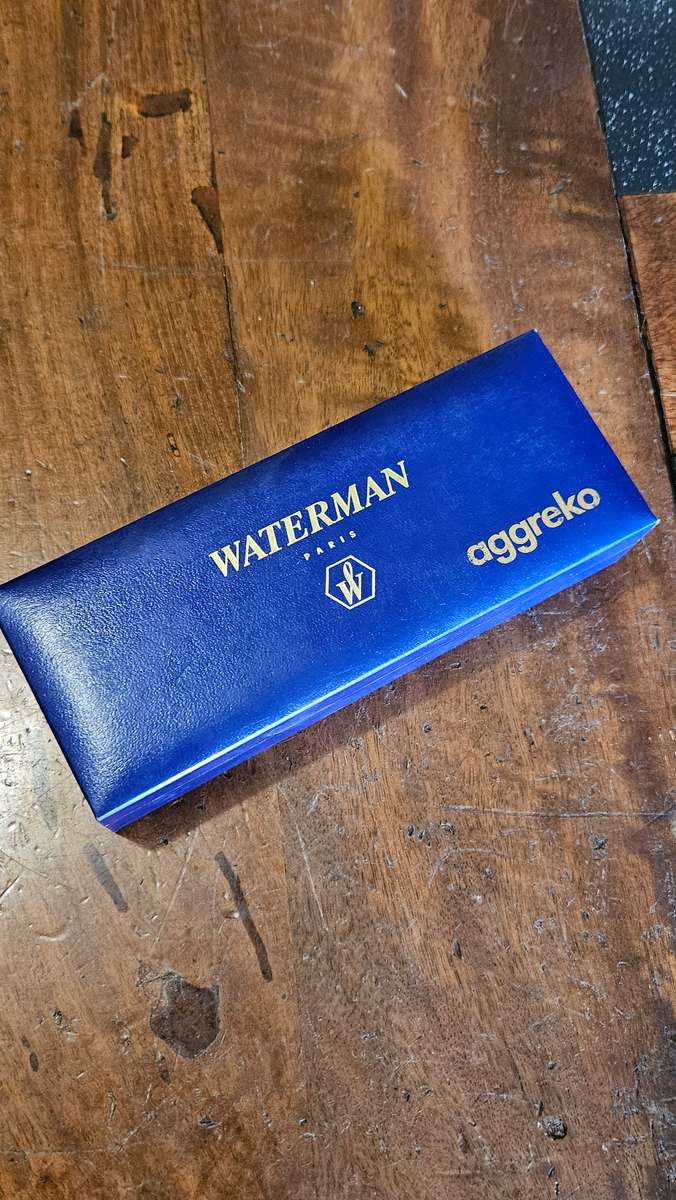 WATERMAN
PARIS
W
aggreko